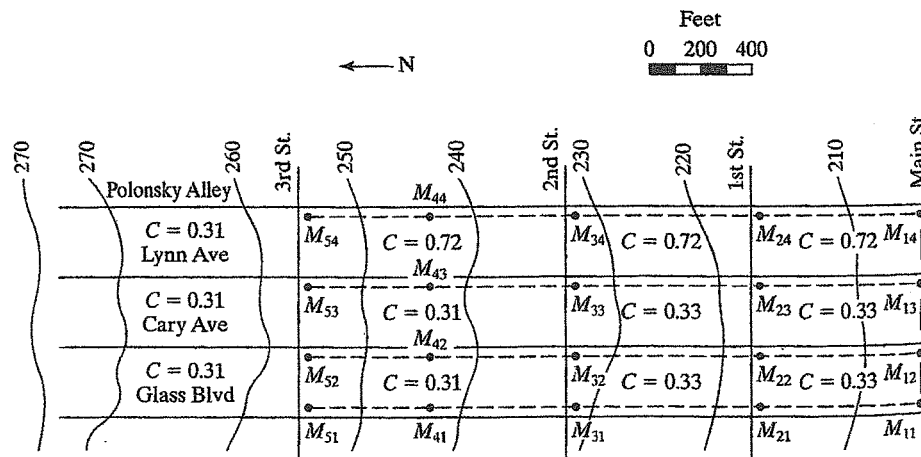 Feet
0 200 400
N
270
270
260
3rd St.
250
240
2nd St.
230
220
1st St.
210
Main St
Polonsky Alley
M44
C = 0.31
Lynn Ave
M54
C = 0.72
M34
C = 0.72
M24
C = 0.72
M14
M43
C = 0.31
Cary Ave
M53
C = 0.31
M33
C = 0.33
M23
C = 0.33
M13
M42
C = 0.31
Glass Blvd
M52
C = 0.31
M32
C = 0.33
M22
C = 0.33
M12
M51
M41
M31
M21
M11